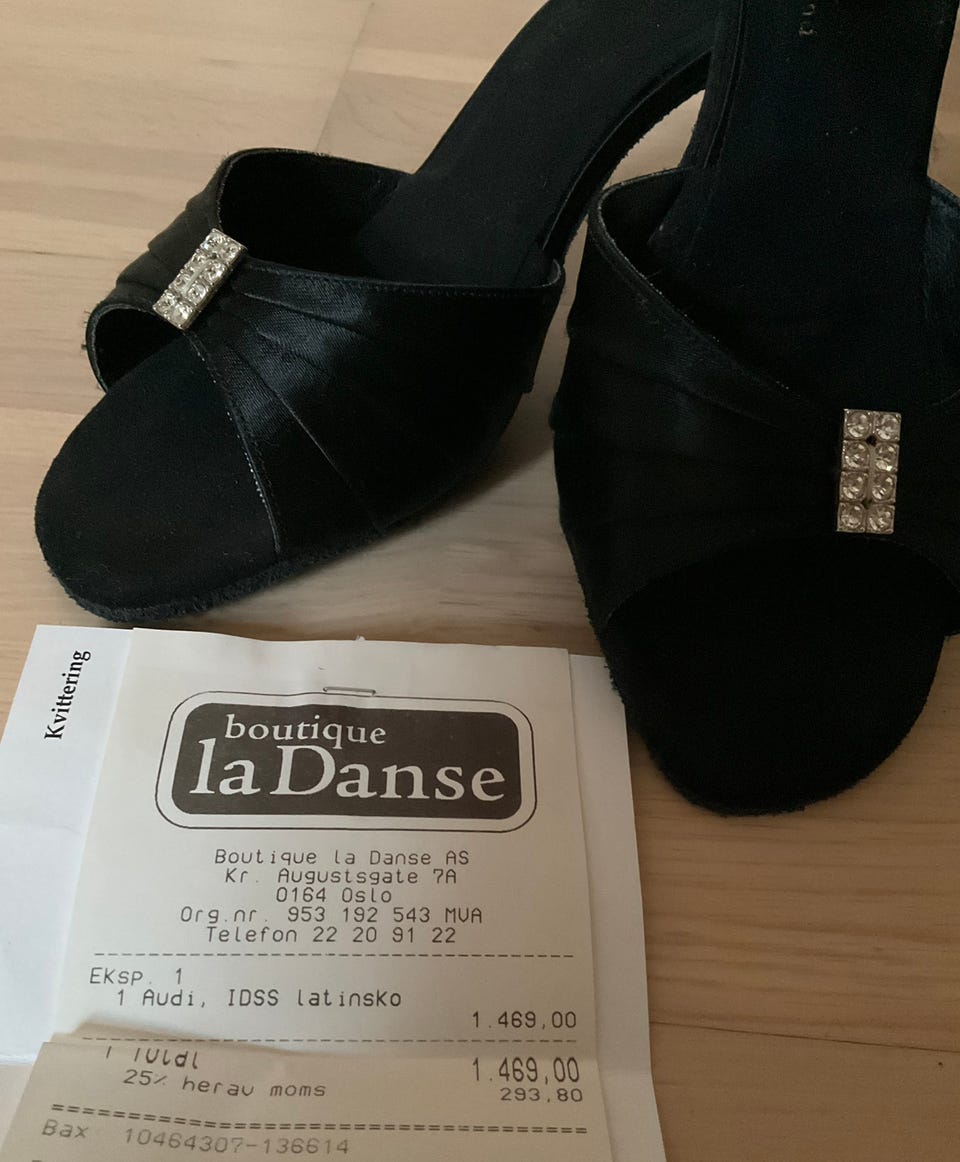 Kvittering
boutique
la Danse
Boutique la Danse AS
Kr. Augustsgate 7A
0164 Oslo
Org.nr. 953 192 543 MVA
Telefon 22 20 91 22
EKsp. 1
1 Audi, IDSS latinsko
1.469,00
1.469,00
25% herav moms 293,80
Bax 10464307-136614